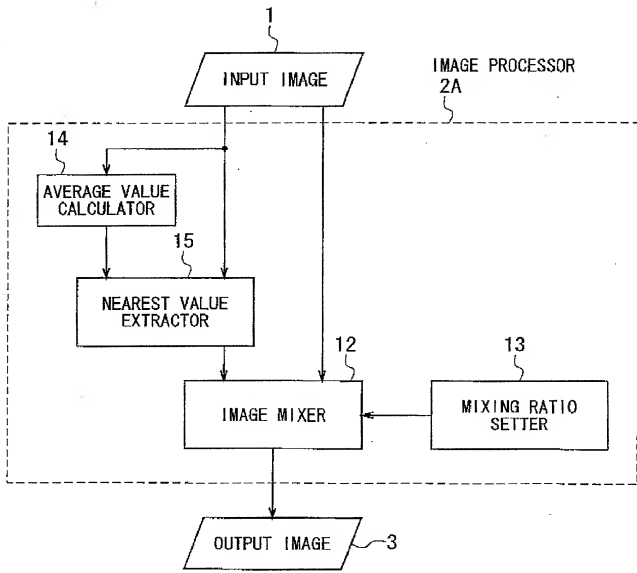 1
INPUT IMAGE
IMAGE PROCESSOR
2A
14
AVERAGE VALUE
CALCULATOR
15
NEAREST VALUE
EXTRACTOR
12
IMAGE MIXER
13
MIXING RATIO
SETTER
OUTPUT IMAGE
3